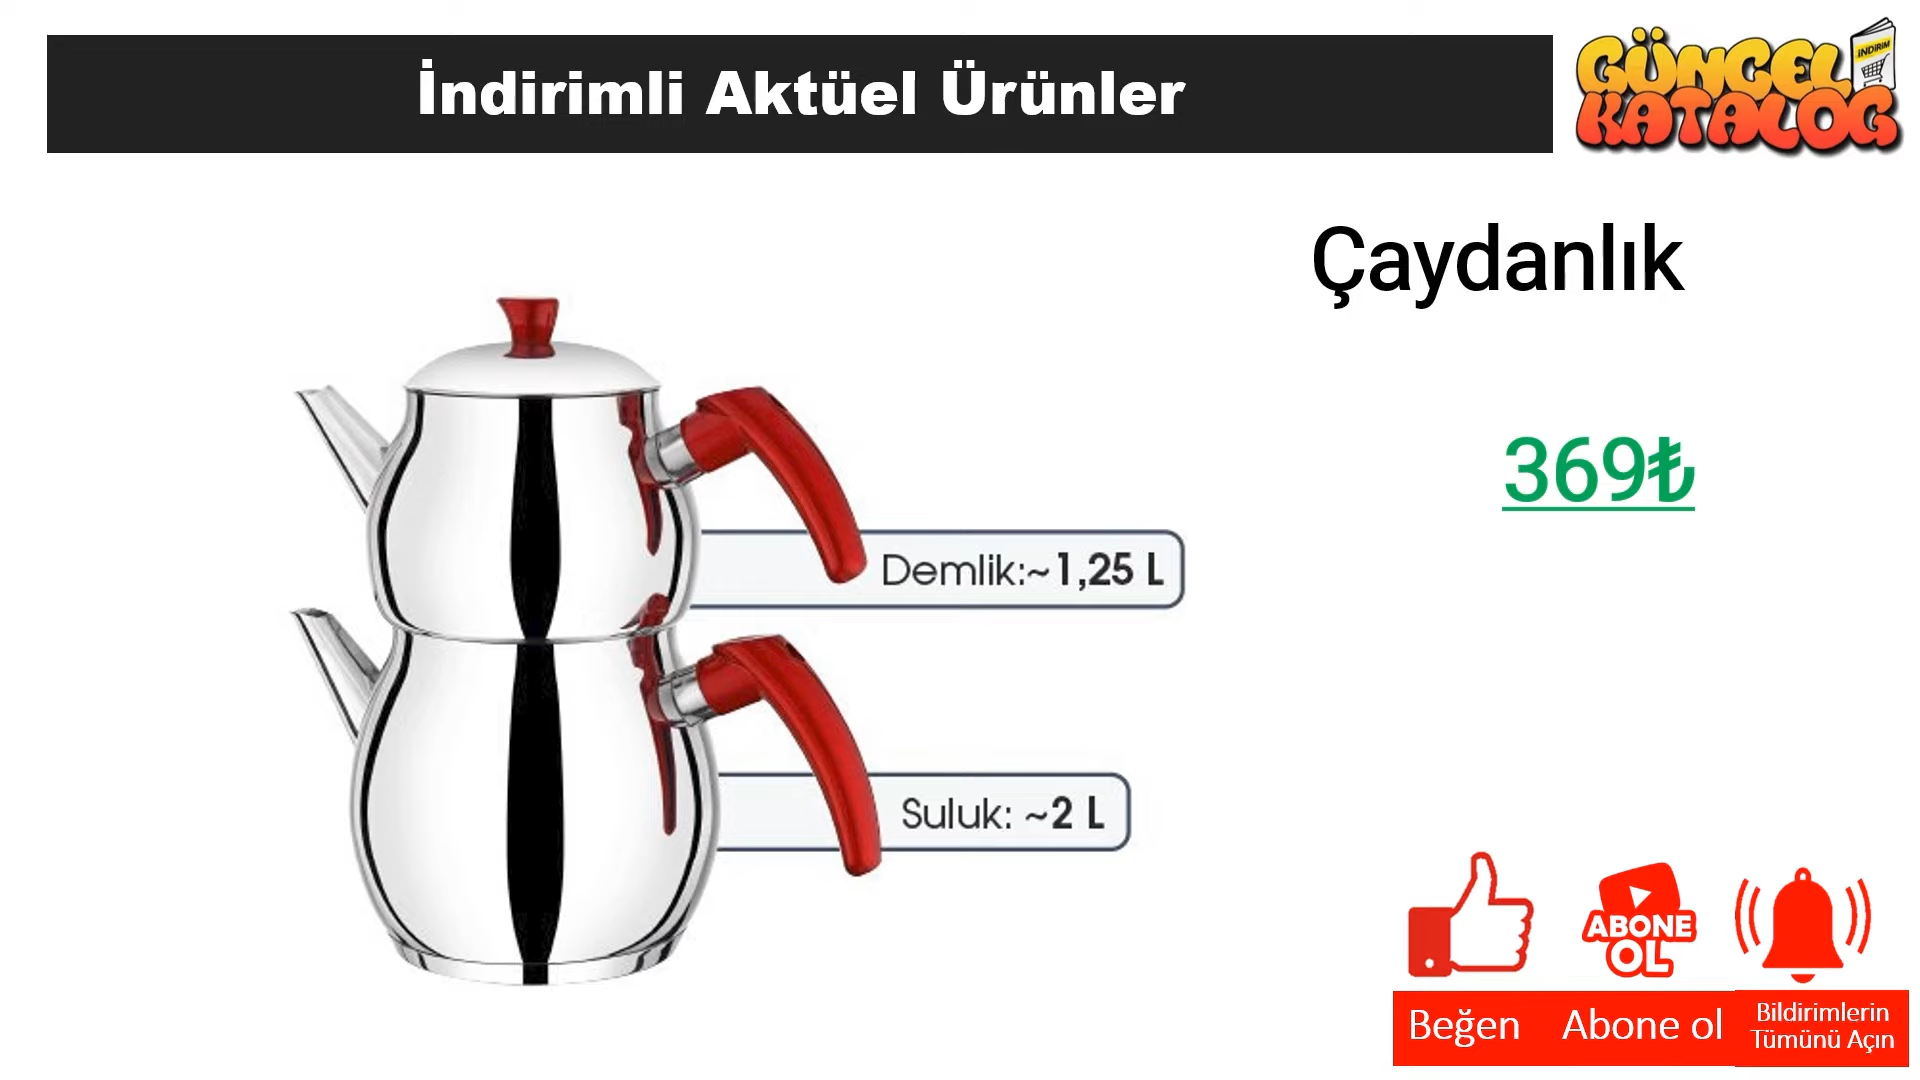 İndirimli Aktüel Ürünler
GÜNCEL
KATALOG
İNDİRİM
Çaydanlık
369₺
Demlik:~1,25 L
Suluk: ~2 L
ABONE
OL
Beğen
Abone ol
Bildirimlerin
Tümünü Açın